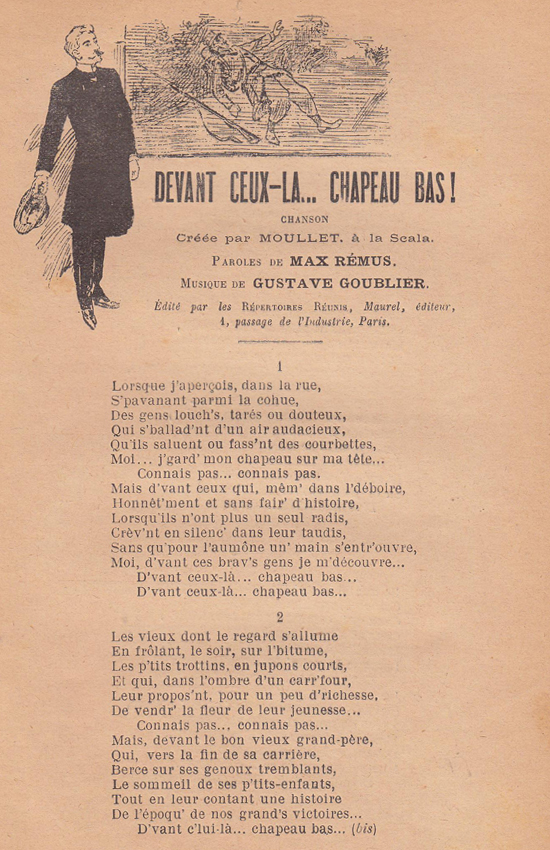 DEVANT CEUX-LA... CHAPEAU BAS!
CHANSON
Créée par MOULLET, à la Scala.
PAROLES DE MAX RÉMUS.
MUSIQUE DE GUSTAVE GOUBLIER.
Édité par les RÉPERTOIRES RÉUNIS, Maurel, éditeur,
4, passage de l'Industrie, Paris.
1
Lorsque j'aperçois, dans la rue,
S'pavanant parmi la cohue,
Des gens louch's, tarés ou douteux,
Qui s'ballad'nt d'un air audacieux,
Qu'ils saluent ou fass'nt des courbettes,
Moi... j'gard' mon chapeau sur ma tête...
Connais pas... connais pas.
Mais d'vant ceux qui, mêm' dans l'déboire,
Honnêt'ment et sans fair' d'histoire,
Lorsqu'ils n'ont plus un seul radis,
Crèv'nt en silenc' dans leur taudis,
Sans qu'pour l'aumône un' main s'entr'ouvre,
Moi, d'vant ces brav's gens je m'découvre...
D'vant ceux-là... chapeau bas...
D'vant ceux-là... chapeau bas...
2
Les vieux dont le regard s'allume
En frôlant, le soir, sur l'bitume,
Les p'tits trottins, en jupons courts,
Et qui, dans l'ombre d'un carr'four,
Leur propos'nt, pour un peu d'richesse,
De vendr' la fleur de leur jeunesse...
Connais pas... connais pas...
Mais, devant le bon vieux grand-père,
Qui, vers la fin de sa carrière,
Berce sur ses genoux tremblants,
Le sommeil de ses p'tits-enfants,
Tout en leur contant une histoire
De l'époqu' de nos grand's victoires...
D'vant c'lui-là... chapeau bas... (bis)